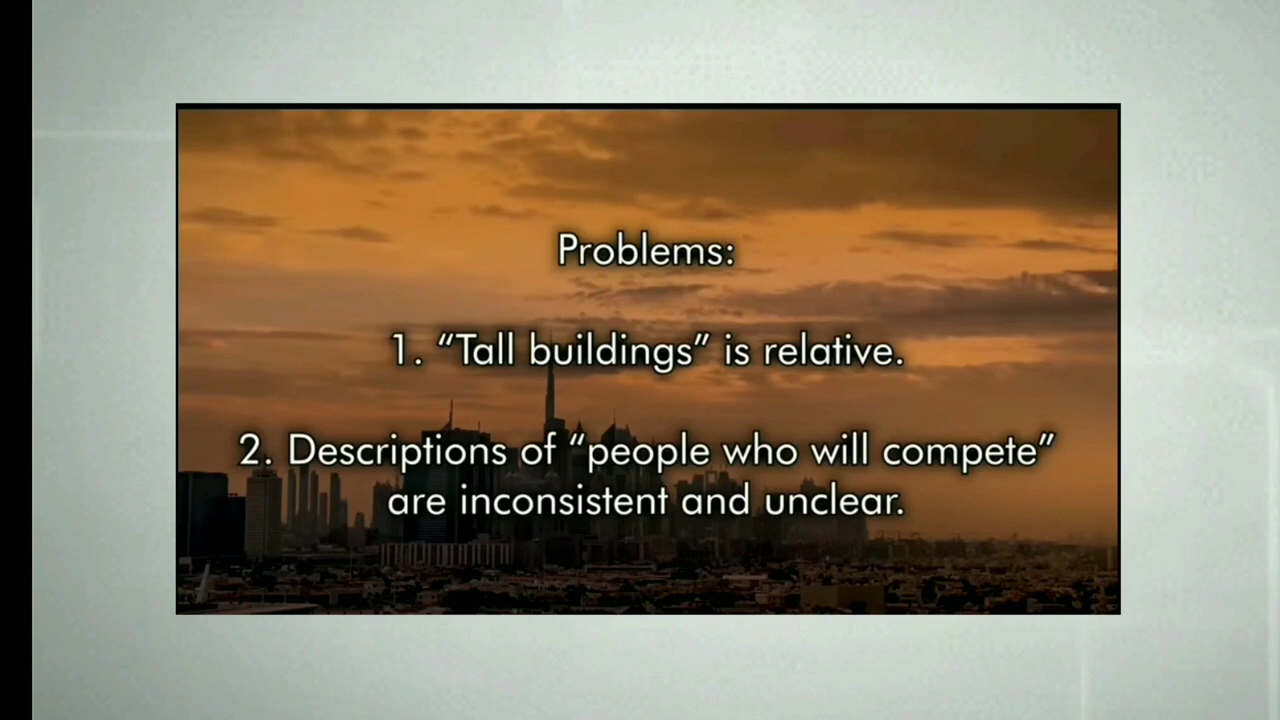 Problems:
1. “Tall buildings” is relative.
2. Descriptions of “people who will compete”
are inconsistent and unclear.